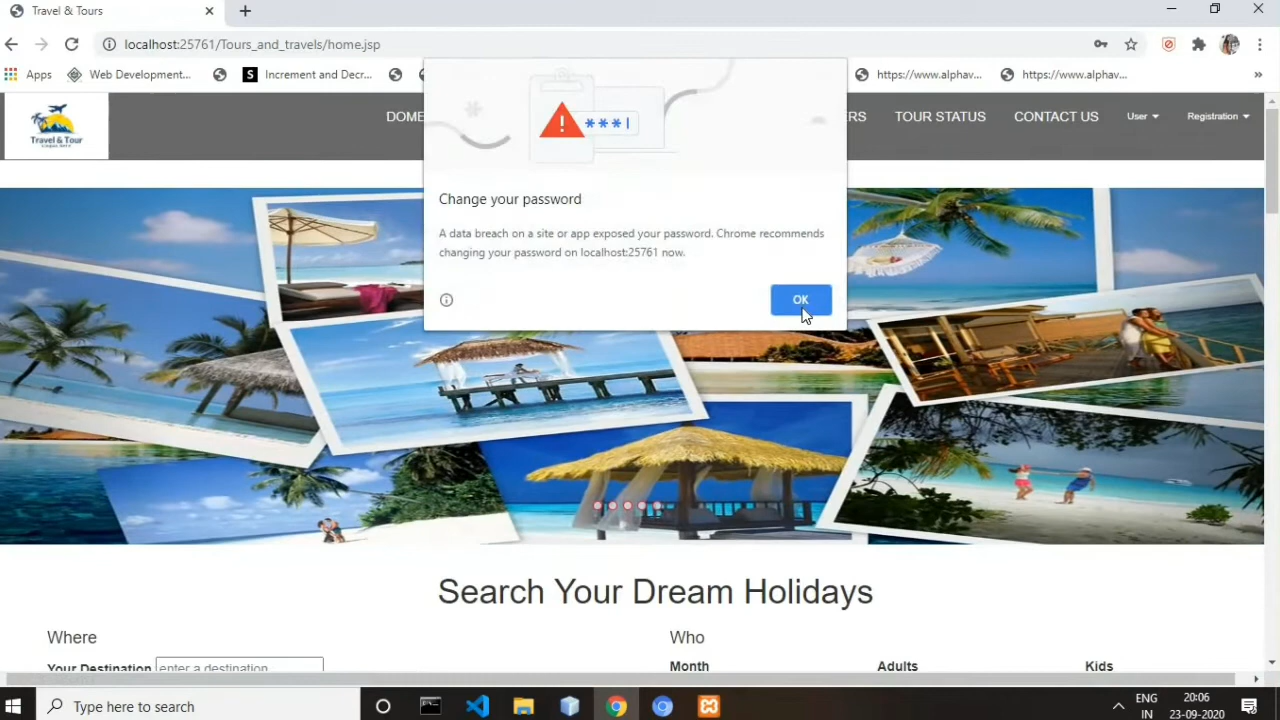 Travel & Tours
localhost:25761/Tours_and_travels/home.jsp
Apps
Web Development...
S
Increment and Decr...
https://www.alphav...
https://www.alphav...
»
Travel & Tour
DOME
ERS
TOUR STATUS
CONTACT US
User
Registration
***|
Change your password
A data breach on a site or app exposed your password. Chrome recommends
changing your password on localhost:25761 now.
OK
Search Your Dream Holidays
Where
Who
Your Destination
enter a destination
Month
Adults
Kids
Type here to search
ENG
IN
20:06
23-09-2020